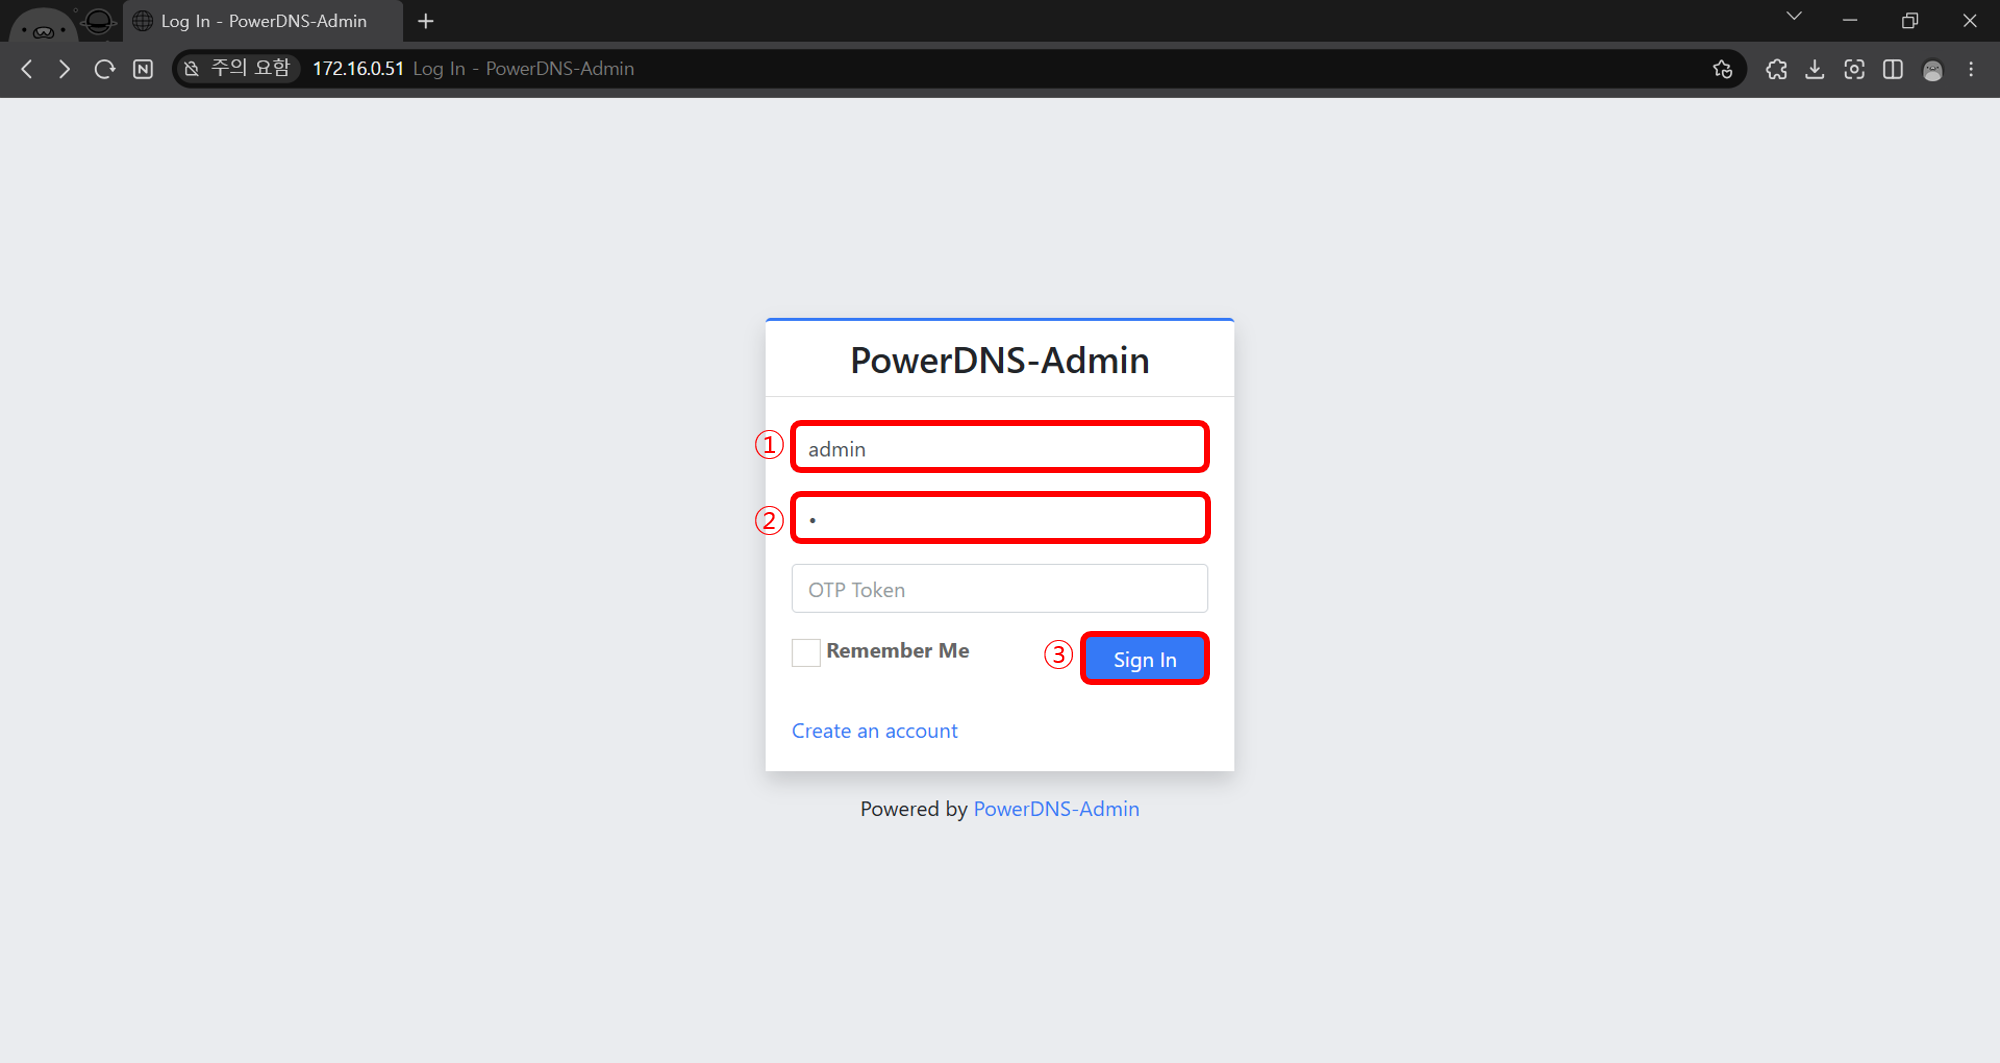 Log In - PowerDNS-Admin
주의 요함 172.16.0.51 Log In - PowerDNS-Admin
PowerDNS-Admin
① admin
② •
OTP Token
Remember Me ③ Sign In
Create an account
Powered by PowerDNS-Admin